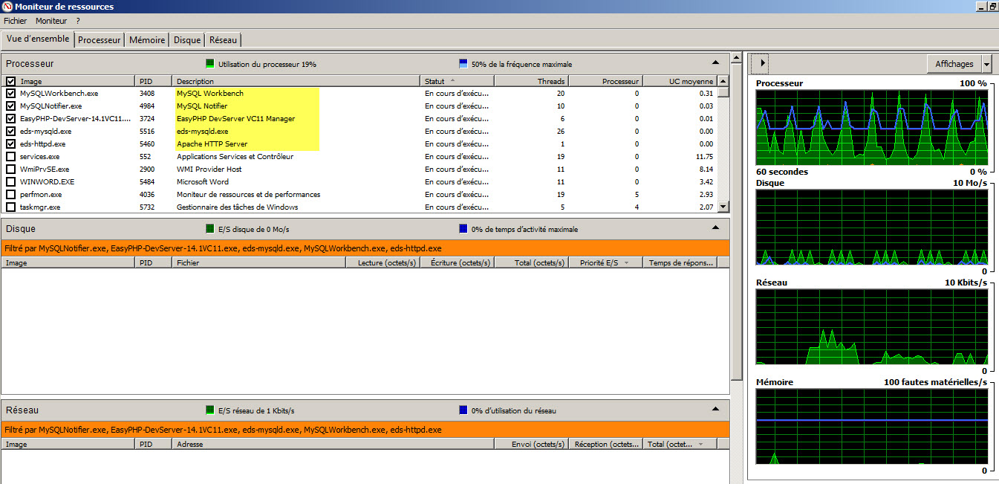 Moniteur de ressources
Fichier Moniteur ?
Vue d'ensemble Processeur Mémoire Disque Réseau
Processeur Utilisation du processeur 19% 50% de la fréquence maximale
Image PID Description Statut Threads Processeur UC moyenne
MySQLWorkbench.exe 3408 MySQL Workbench En cours d'exécu... 20 0 0.31
MySQLNotifier.exe 4984 MySQL Notifier En cours d'exécu... 10 0 0.03
EasyPHP-DevServer-14.1VC11.... 3724 EasyPHP DevServer VC11 Manager En cours d'exécu... 6 0 0.01
eds-mysqld.exe 5516 eds-mysqld.exe En cours d'exécu... 26 0 0.00
eds-httpd.exe 5460 Apache HTTP Server En cours d'exécu... 1 0 0.00
services.exe 552 Applications Services et Contrôleur En cours d'exécu... 19 0 11.75
WmiPrvSE.exe 2900 WMI Provider Host En cours d'exécu... 11 0 8.14
WINWORD.EXE 5484 Microsoft Word En cours d'exécu... 11 0 3.42
perfmon.exe 4036 Moniteur de ressources et de performances En cours d'exécu... 19 5 2.93
taskmgr.exe 5732 Gestionnaire des tâches de Windows En cours d'exécu... 5 4 2.07
Disque E/S disque de 0 Mo/s 0% de temps d'activité maximale
Filtré par MySQLNotifier.exe, EasyPHP-DevServer-14.1VC11.exe, eds-mysqld.exe, MySQLWorkbench.exe, eds-httpd.exe
Image PID Fichier Lecture (octets/s) Écriture (octets/s) Total (octets/s) Priorité E/S Temps de répons...
Réseau E/S réseau de 1 Kbits/s 0% d'utilisation du réseau
Filtré par MySQLNotifier.exe, EasyPHP-DevServer-14.1VC11.exe, eds-mysqld.exe, MySQLWorkbench.exe, eds-httpd.exe
Image PID Adresse Envoi (octets/s) Réception (octets... Total (octet...
Affichages
Processeur 100 %
60 secondes 0 %
Disque 10 Mo/s
0
Réseau 10 Kbits/s
0
Mémoire 100 fautes matérielles/s
0